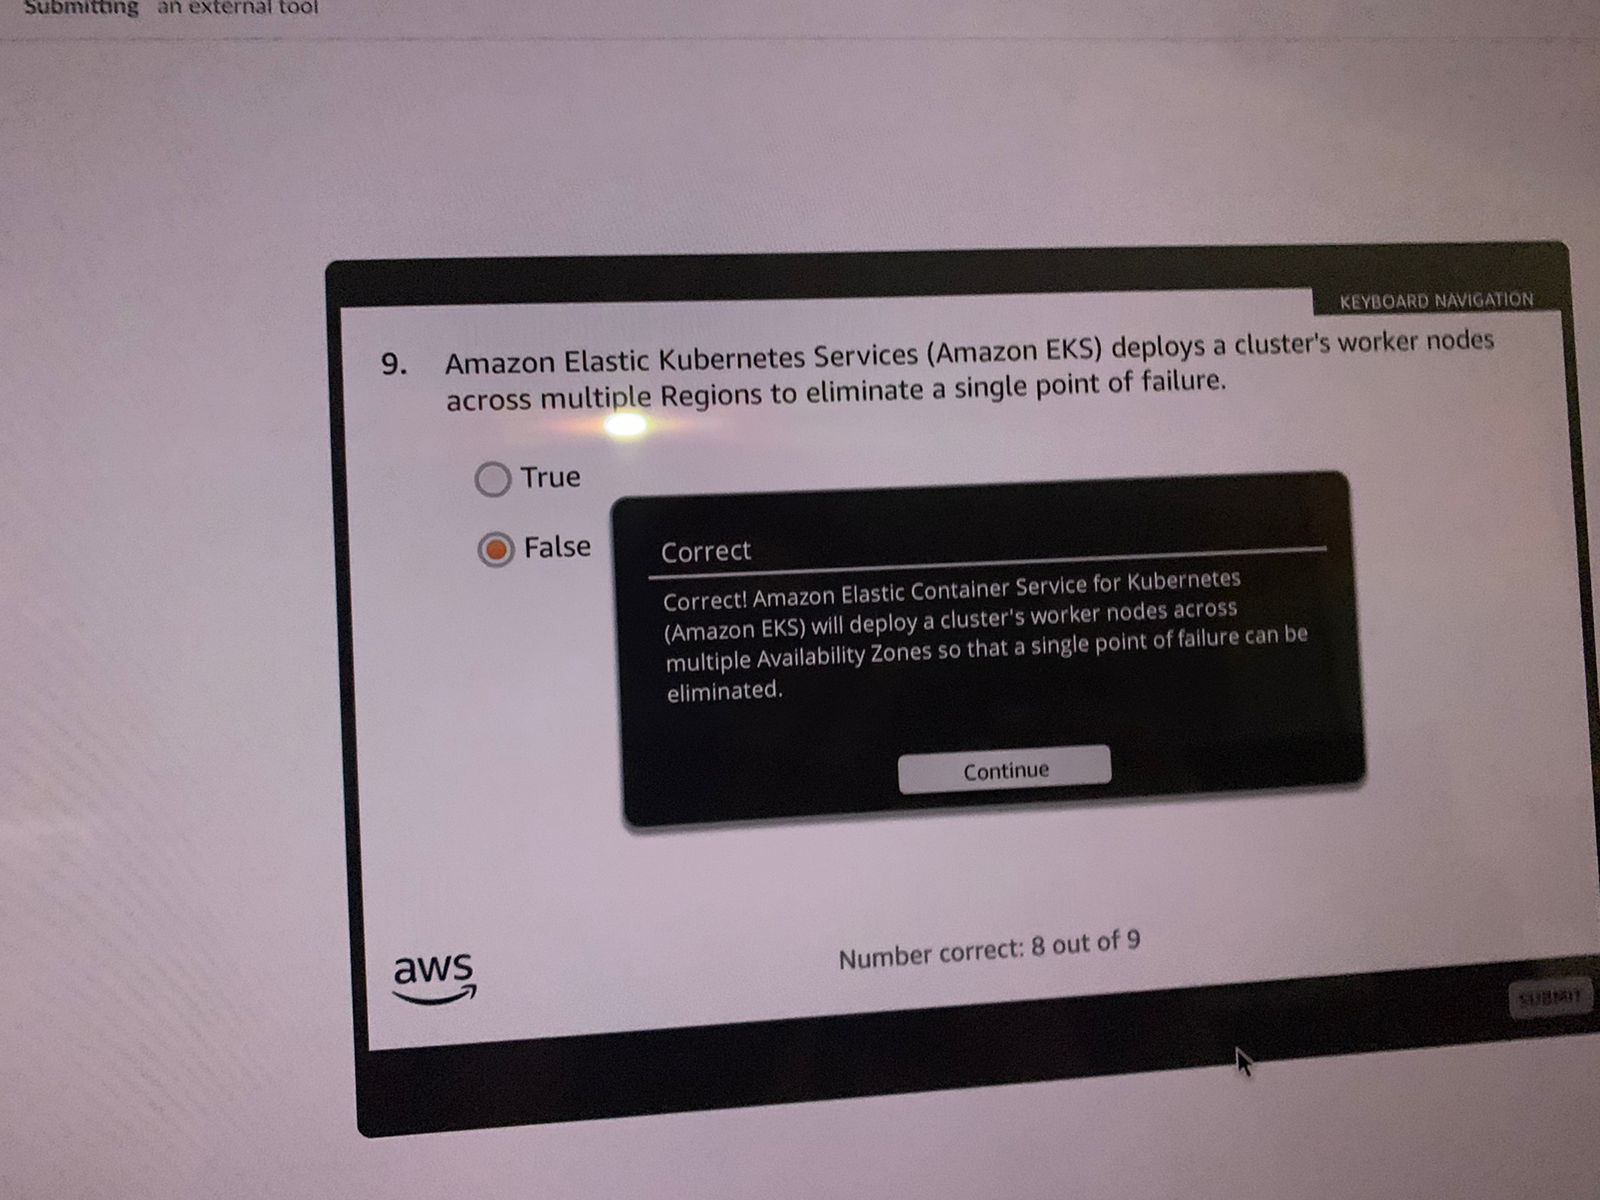 Submitting an external tool
KEYBOARD NAVIGATION
9. Amazon Elastic Kubernetes Services (Amazon EKS) deploys a cluster's worker nodes
across multiple Regions to eliminate a single point of failure.
True
False
Correct
Correct! Amazon Elastic Container Service for Kubernetes
(Amazon EKS) will deploy a cluster's worker nodes across
multiple Availability Zones so that a single point of failure can be
eliminated.
Continue
Number correct: 8 out of 9
aws
SUBMIT